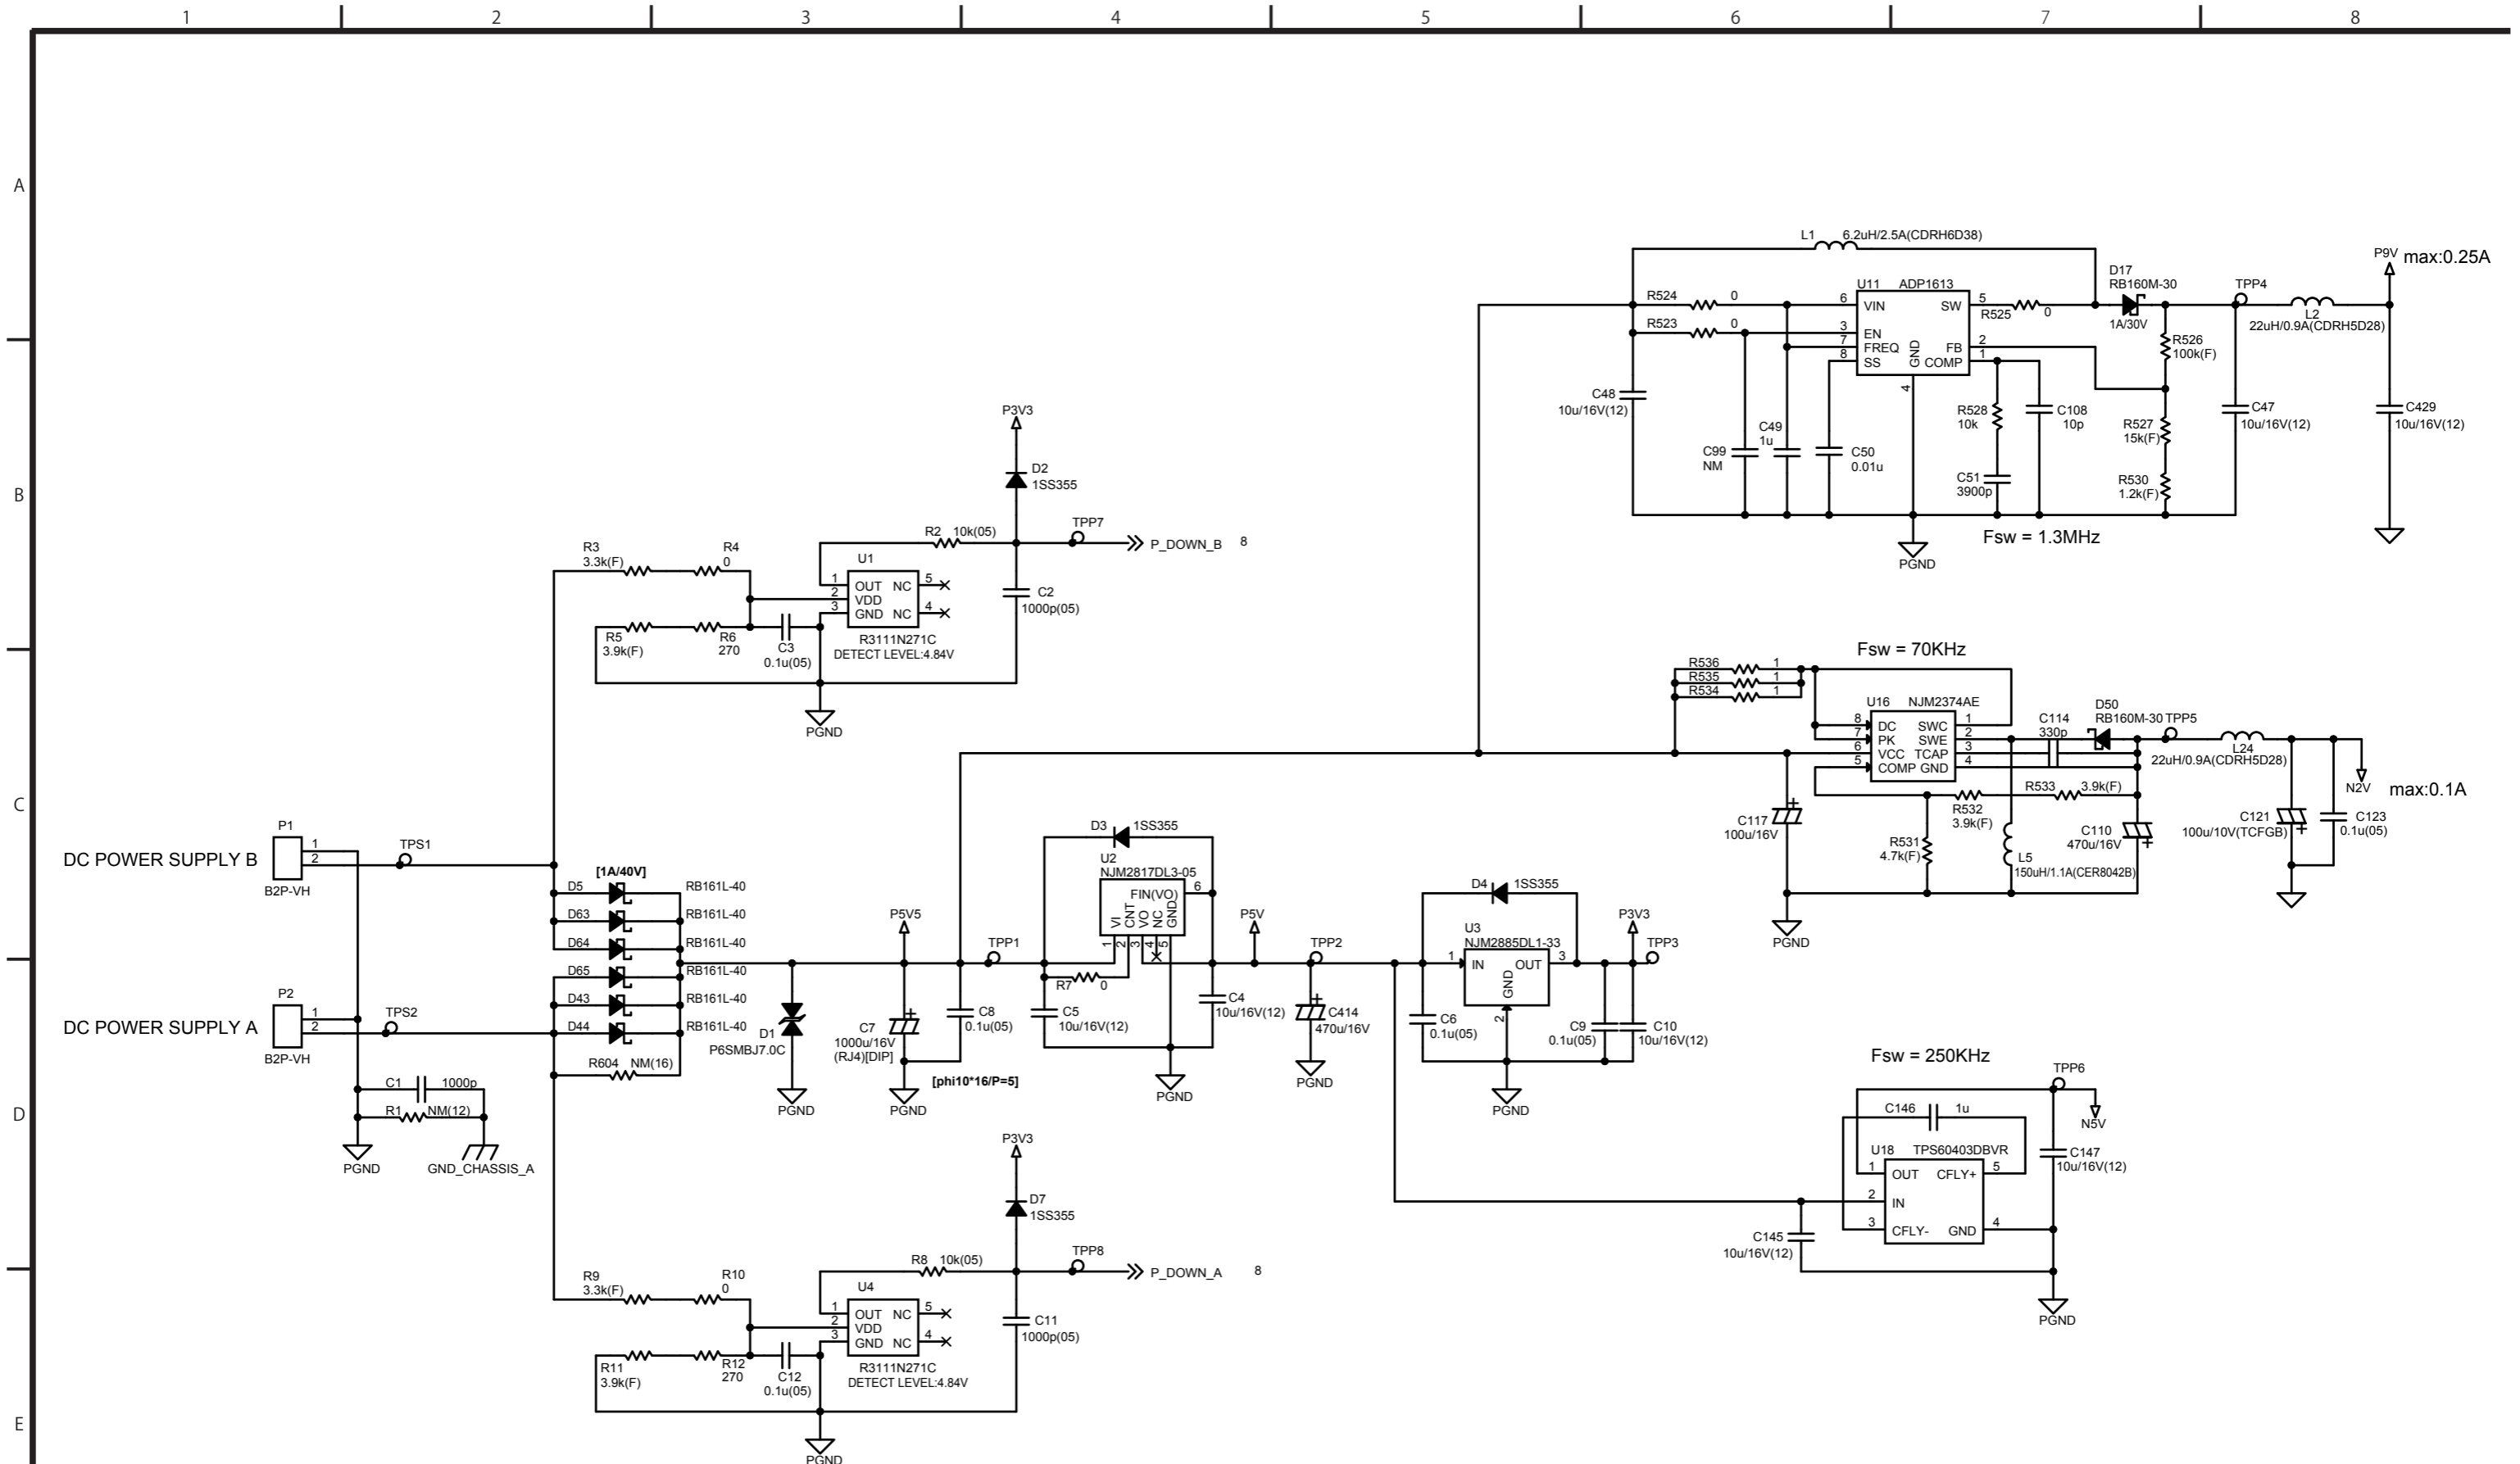 1 2 3 4 5 6 7 8
A
B
C
D
E
L1 6.2uH/2.5A(CDRH6D38)
P9V max:0.25A
D17
RB160M-30
1A/30V
TPP4
U11 ADP1613
R524 0
R523 0
6 VIN SW 5
3 EN
7 FREQ FB 2
8 SS GND COMP 1
4
R525 0
L2
22uH/0.9A(CDRH5D28)
R526
100k(F)
C48
10u/16V(12)
C99
NM
C49
1u
C50
0.01u
R528
10k
C108
10p
C51
3900p
R527
15k(F)
R530
1.2k(F)
C47
10u/16V(12)
C429
10u/16V(12)
Fsw = 1.3MHz
PGND
P3V3
D2
1SS355
R2 10k(05)
TPP7
P_DOWN_B 8
R3
3.3k(F)
R4
0
U1
1 OUT NC 5
2 VDD
3 GND NC 4
R3111N271C
DETECT LEVEL:4.84V
C2
1000p(05)
R5
3.9k(F)
R6
270
C3
0.1u(05)
PGND
Fsw = 70KHz
R536 1
R535 1
R534 1
U16 NJM2374AE
8 DC SWC 1
7 PK SWE 2
6 VCC TCAP 3
5 COMP GND 4
C114
330p
D50
RB160M-30
TPP5
L24
22uH/0.9A(CDRH5D28)
N2V
max:0.1A
R533 3.9k(F)
R532
3.9k(F)
R531
4.7k(F)
C117
100u/16V
L5
150uH/1.1A(CER8042B)
C110
470u/16V
C121
100u/10V(TCFGB)
C123
0.1u(05)
PGND
DC POWER SUPPLY B
P1
1
2
B2P-VH
TPS1
DC POWER SUPPLY A
P2
1
2
B2P-VH
TPS2
[1A/40V]
D5 RB161L-40
D63 RB161L-40
D64 RB161L-40
D65 RB161L-40
D43 RB161L-40
D44 RB161L-40
R604 NM(16)
C1 1000p
R1 NM(12)
PGND
GND_CHASSIS_A
D1
P6SMBJ7.0C
PGND
P5V5
C7
1000u/16V
(RJ4)[DIP]
PGND
[phi10*16/P=5]
TPP1
C8
0.1u(05)
D3 1SS355
U2
NJM2817DL3-05
FIN(VO) 6
VI CNT VO NC GND
1 2 3 4 5
R7 0
C5
10u/16V(12)
C4
10u/16V(12)
PGND
P5V
TPP2
C414
470u/16V
PGND
D4 1SS355
U3
NJM2885DL1-33
1 IN OUT 3
GND
2
C6
0.1u(05)
C9
0.1u(05)
C10
10u/16V(12)
P3V3
TPP3
PGND
Fsw = 250KHz
TPP6
N5V
C146 1u
U18 TPS60403DBVR
1 OUT CFLY+ 5
2 IN
3 CFLY- GND 4
C147
10u/16V(12)
C145
10u/16V(12)
PGND
P3V3
D7
1SS355
R8 10k(05)
TPP8
P_DOWN_A 8
R9
3.3k(F)
R10
0
U4
1 OUT NC 5
2 VDD
3 GND NC 4
R3111N271C
DETECT LEVEL:4.84V
C11
1000p(05)
R11
3.9k(F)
R12
270
C12
0.1u(05)
PGND